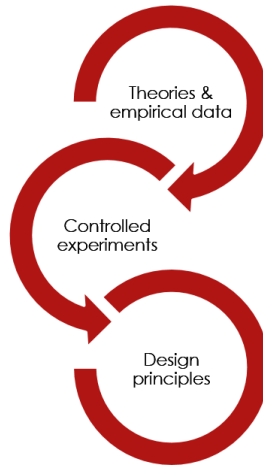 Theories &
empirical data
Controlled
experiments
Design
principles